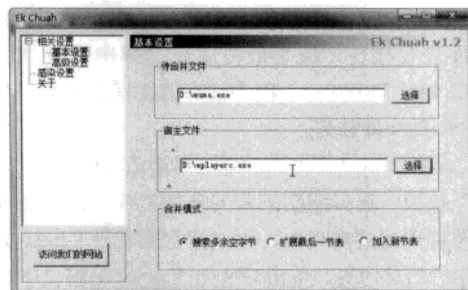 Ek Chuah
相关设置
基本设置
高级设置
感染设置
关于
访问我们的网站
基本设置
Ek Chuah v1.2
待合并文件
D:\muma.exe
选择
宿主文件
D:\mplayerc.exe
选择
合并模式
搜索多余空字节
扩展最后一节表
加入新节表